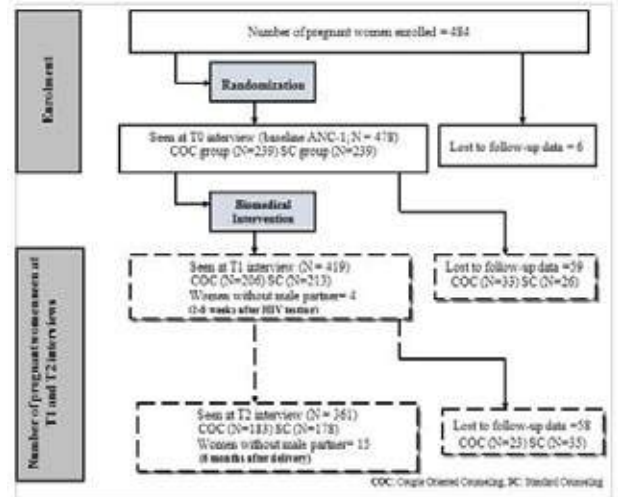 Number of pregnant women enrolled = 484
Enrolment
Randomization
Seen at T0 interview (baseline ANC-1; N = 478)
COC group (N=239) SC group (N=239)
Lost to follow-up data = 6
Biomedical
Intervention
Number of pregnant women seen at
T1 and T2 interviews
Seen at T1 interview (N = 419)
COC (N=206) SC (N=213)
Women without male partner= 4
weeks after HIV testing)
Lost to follow-up data =59
COC (N=33) SC (N=26)
Seen at T2 interview (N = 361)
COC (N=183) SC (N=178)
Women without male partner= 15
(6 months after delivery)
Lost to follow-up data =58
COC (N=23) SC (N=35)
COC: Couple Oriented Counseling, SC: Standard Counseling